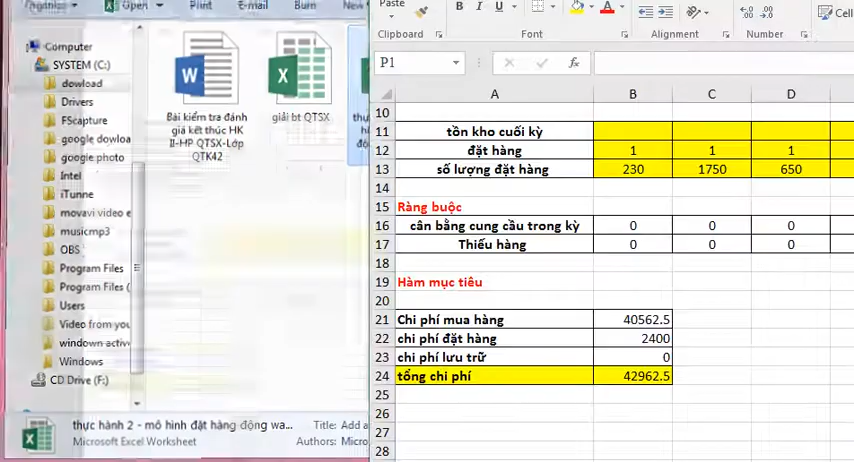 Organize
Open
Print
E-mail
Burn
New
Computer
SYSTEM (C:)
dowload
Drivers
FScapture
google dowloa
google photo
Intel
iTunne
movavi video e
musicmp3
OBS
Program Files
Program Files (
Users
Video from you
window active
Windows
CD Drive (F:)
Bài kiểm tra đánh
giá kết thúc HK
II-HP QTSX-Lớp
QTK42
giải bt QTSX
thực hành 2 - mô hình đặt hàng động wa...
Title: Add a
Microsoft Excel Worksheet
Authors: Micro
Paste
B I U
A
Cell
Clipboard
Font
Alignment
Number
P1
fx
A B C D
10
11 tồn kho cuối kỳ
12 đặt hàng 1 1 1
13 số lượng đặt hàng 230 1750 650
14
15 Ràng buộc
16 cân bằng cung cầu trong kỳ 0 0 0
17 Thiếu hàng 0 0 0
18
19 Hàm mục tiêu
20
21 Chi phí mua hàng 40562.5
22 chi phí đặt hàng 2400
23 chi phí lưu trữ 0
24 tổng chi phí 42962.5
25
26
27
28